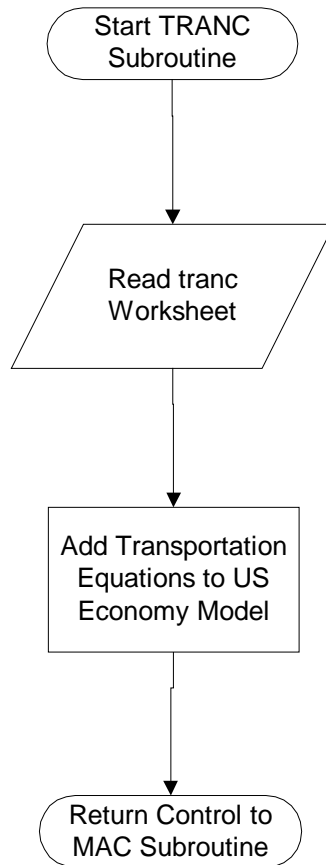 Start TRANC
Subroutine
Read tranc
Worksheet
Add Transportation
Equations to US
Economy Model
Return Control to
MAC Subroutine